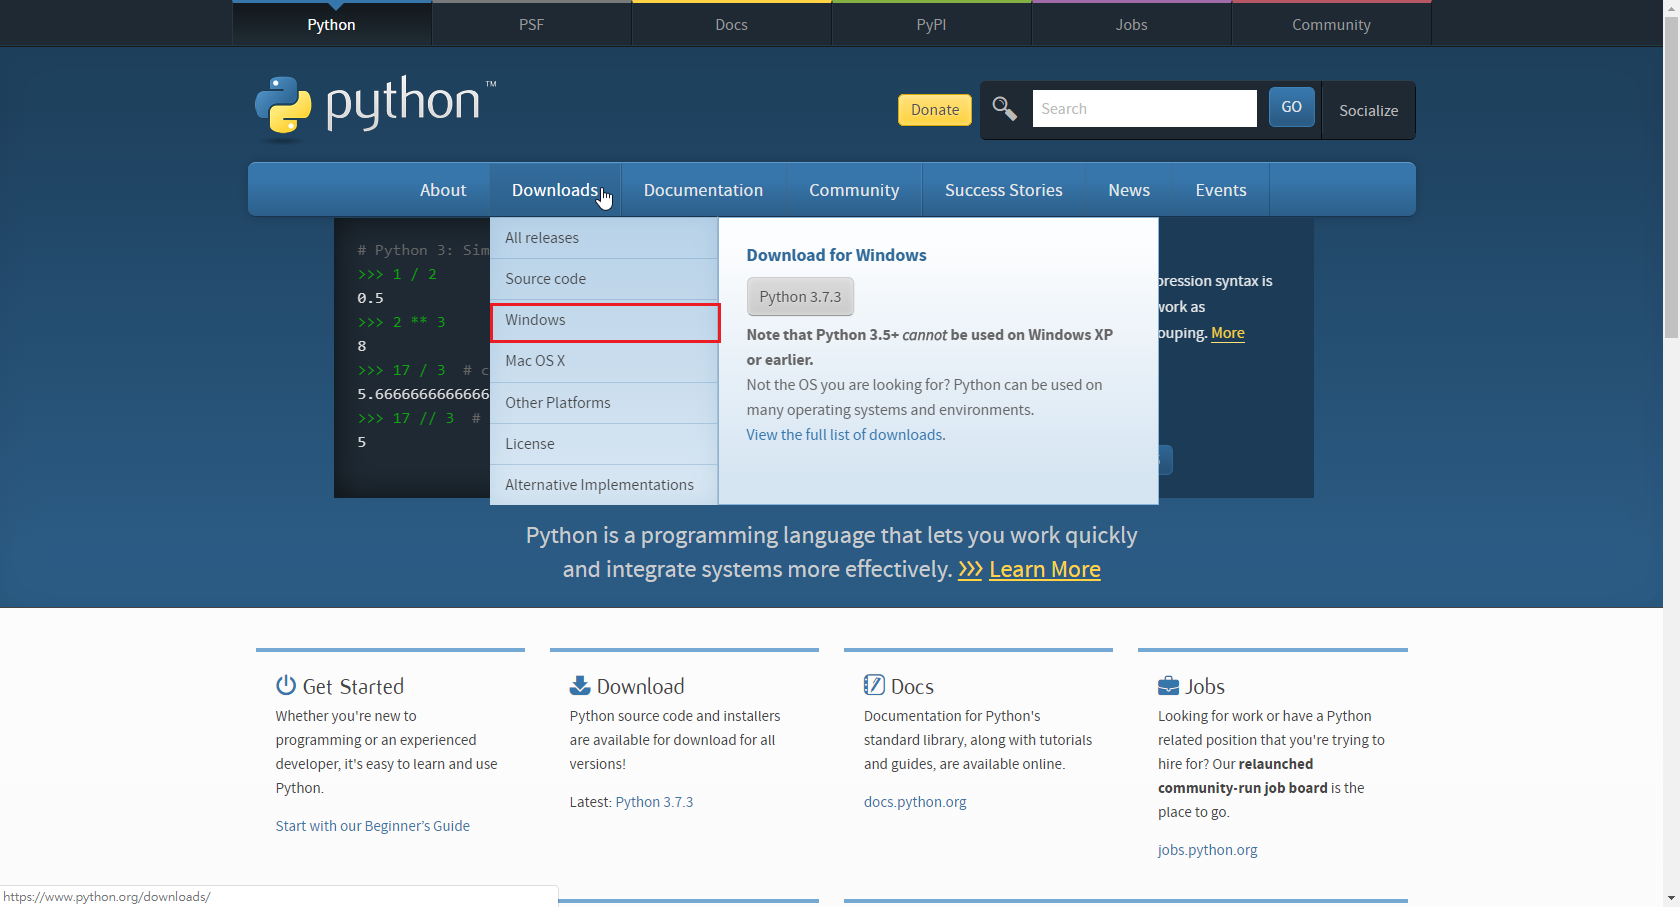 Python
PSF
Docs
PyPI
Jobs
Community
python™
Donate
Search
GO
Socialize
About
Downloads
Documentation
Community
Success Stories
News
Events
# Python 3: Sim
>>> 1 / 2
0.5
>>> 2 ** 3
8
>>> 17 / 3  # c
5.6666666666666
>>> 17 // 3  #
5
All releases
Source code
Windows
Mac OS X
Other Platforms
License
Alternative Implementations
Download for Windows
Python 3.7.3
Note that Python 3.5+ cannot be used on Windows XP
or earlier.
Not the OS you are looking for? Python can be used on
many operating systems and environments.
View the full list of downloads.
pression syntax is
work as
ouping. More
Python is a programming language that lets you work quickly
and integrate systems more effectively. >>> Learn More
Get Started
Whether you're new to
programming or an experienced
developer, it's easy to learn and use
Python.
Start with our Beginner’s Guide
Download
Python source code and installers
are available for download for all
versions!
Latest: Python 3.7.3
Docs
Documentation for Python's
standard library, along with tutorials
and guides, are available online.
docs.python.org
Jobs
Looking for work or have a Python
related position that you're trying to
hire for? Our relaunched
community-run job board is the
place to go.
jobs.python.org
https://www.python.org/downloads/